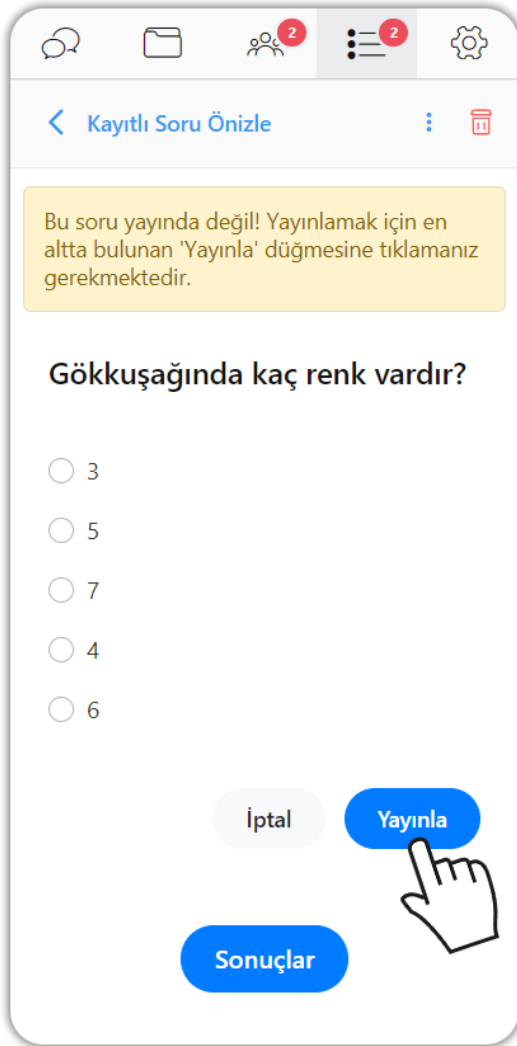 2
2
Kayıtlı Soru Önizle
Bu soru yayında değil! Yayınlamak için en
altta bulunan 'Yayınla' düğmesine tıklamanız
gerekmektedir.
Gökkuşağında kaç renk vardır?
3
5
7
4
6
İptal
Yayınla
Sonuçlar